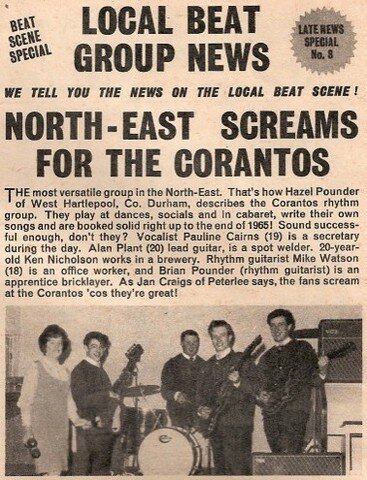 BEAT
SCENE
SPECIAL
LOCAL BEAT
GROUP NEWS
LATE NEWS
SPECIAL
No. 8
WE TELL YOU THE NEWS ON THE LOCAL BEAT SCENE!
NORTH-EAST SCREAMS
FOR THE CORANTOS
THE most versatile group in the North-East. That's how Hazel Pounder
of West Hartlepool, Co. Durham, describes the Corantos rhythm
group. They play at dances, socials and in cabaret, write their own
songs and are booked solid right up to the end of 1965! Sound success-
ful enough, don't they? Vocalist Pauline Cairns (19) is a secretary
during the day. Alan Plant (20) lead guitar, is a spot welder. 20-year-
old Ken Nicholson works in a brewery. Rhythm guitarist Mike Watson
(18) is an office worker, and Brian Pounder (rhythm guitarist) is an
apprentice bricklayer. As Jan Craigs of Peterlee says, the fans scream
at the Corantos 'cos they're great!
VOX